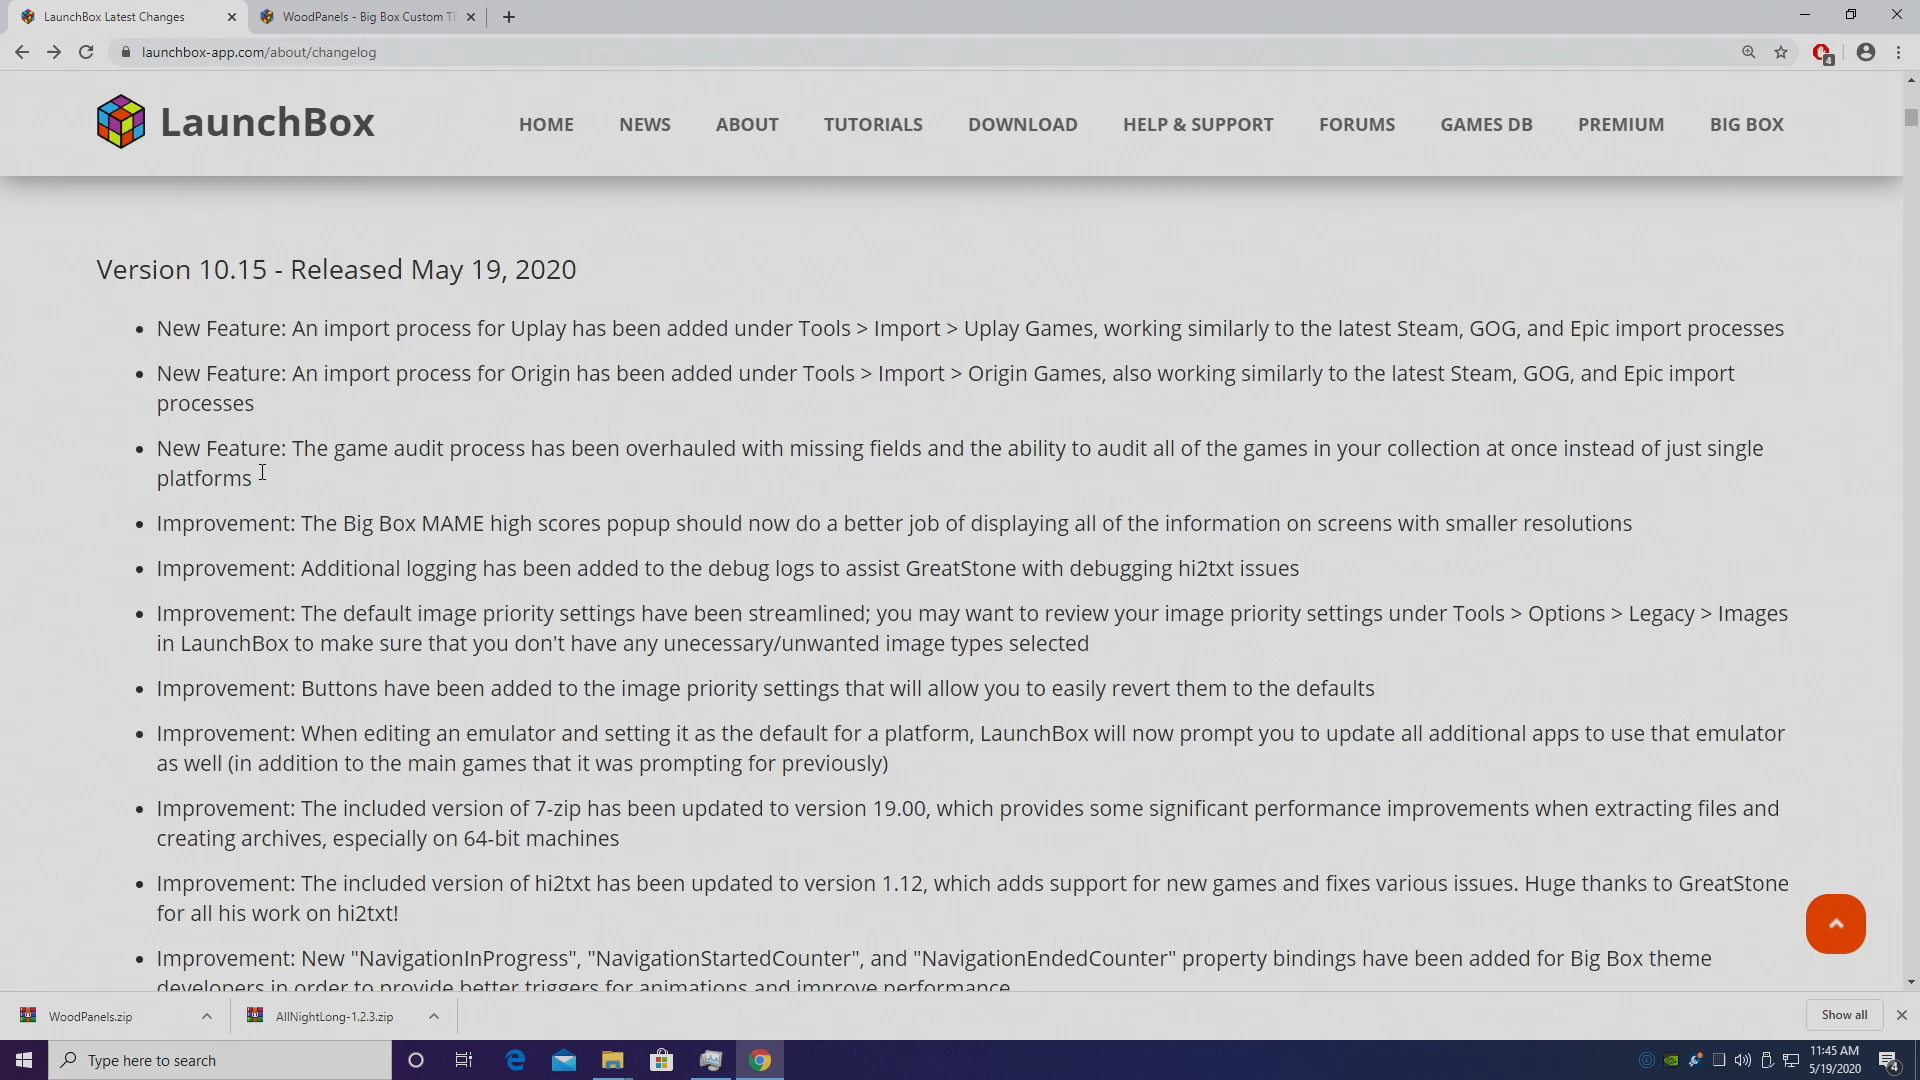 LaunchBox Latest Changes
WoodPanels - Big Box Custom Th
launchbox-app.com/about/changelog
4
LaunchBox
HOME NEWS ABOUT TUTORIALS DOWNLOAD HELP & SUPPORT FORUMS GAMES DB PREMIUM BIG BOX
Version 10.15 - Released May 19, 2020
New Feature: An import process for Uplay has been added under Tools > Import > Uplay Games, working similarly to the latest Steam, GOG, and Epic import processes
New Feature: An import process for Origin has been added under Tools > Import > Origin Games, also working similarly to the latest Steam, GOG, and Epic import
processes
New Feature: The game audit process has been overhauled with missing fields and the ability to audit all of the games in your collection at once instead of just single
platforms
Improvement: The Big Box MAME high scores popup should now do a better job of displaying all of the information on screens with smaller resolutions
Improvement: Additional logging has been added to the debug logs to assist GreatStone with debugging hi2txt issues
Improvement: The default image priority settings have been streamlined; you may want to review your image priority settings under Tools > Options > Legacy > Images
in LaunchBox to make sure that you don't have any unecessary/unwanted image types selected
Improvement: Buttons have been added to the image priority settings that will allow you to easily revert them to the defaults
Improvement: When editing an emulator and setting it as the default for a platform, LaunchBox will now prompt you to update all additional apps to use that emulator
as well (in addition to the main games that it was prompting for previously)
Improvement: The included version of 7-zip has been updated to version 19.00, which provides some significant performance improvements when extracting files and
creating archives, especially on 64-bit machines
Improvement: The included version of hi2txt has been updated to version 1.12, which adds support for new games and fixes various issues. Huge thanks to GreatStone
for all his work on hi2txt!
Improvement: New "NavigationInProgress", "NavigationStartedCounter", and "NavigationEndedCounter" property bindings have been added for Big Box theme
developers in order to provide better triggers for animations and improve performance
WoodPanels.zip
AllNightLong-1.2.3.zip
Show all
Type here to search
11:45 AM
5/19/2020
4